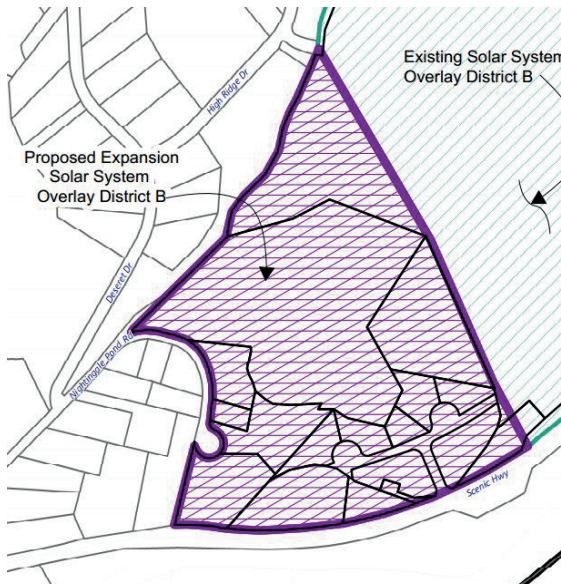 Existing Solar System
Overlay District B
High Ridge Dr
Proposed Expansion
Solar System
Overlay District B
Deseret Dr
Nightingale Pond Rd
Scenic Hwy